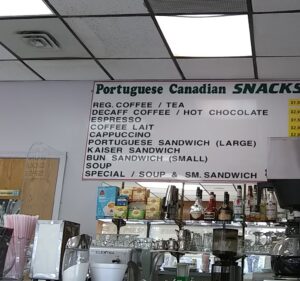 Portuguese Canadian SNACKS
REG. COFFEE / TEA
DECAFF COFFEE / HOT CHOCOLATE
ESPRESSO
COFFEE LAIT
CAPPUCCINO
PORTUGUESE SANDWICH (LARGE)
KAISER SANDWICH
BUN SANDWICH (SMALL)
SOUP
SPECIAL / SOUP & SM. SANDWICH